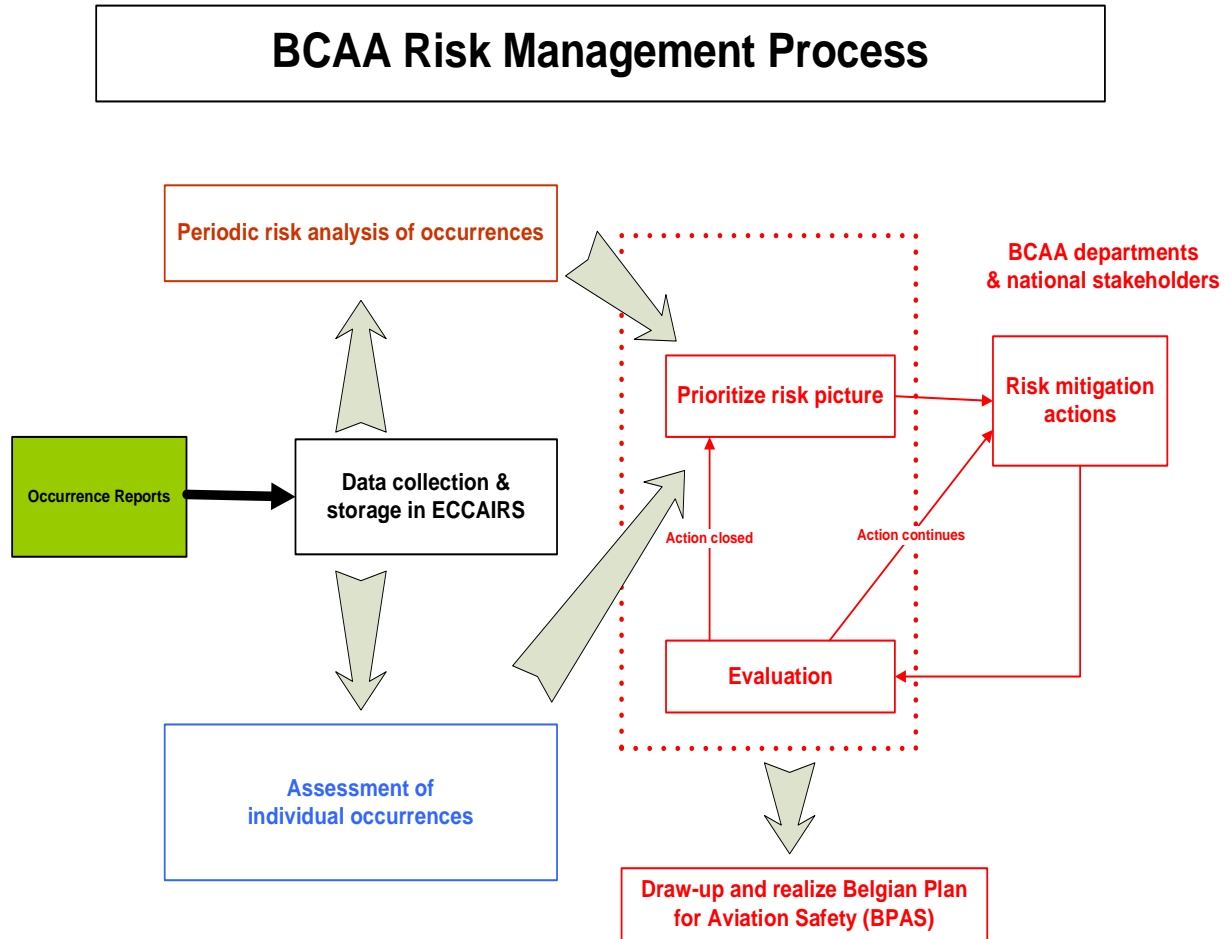 BCAA Risk Management Process
Periodic risk analysis of occurrences
BCAA departments
& national stakeholders
Prioritize risk picture
Risk mitigation
actions
Occurrence Reports
Data collection &
storage in ECCAIRS
Action closed
Action continues
Evaluation
Assessment of
individual occurrences
Draw-up and realize Belgian Plan
for Aviation Safety (BPAS)